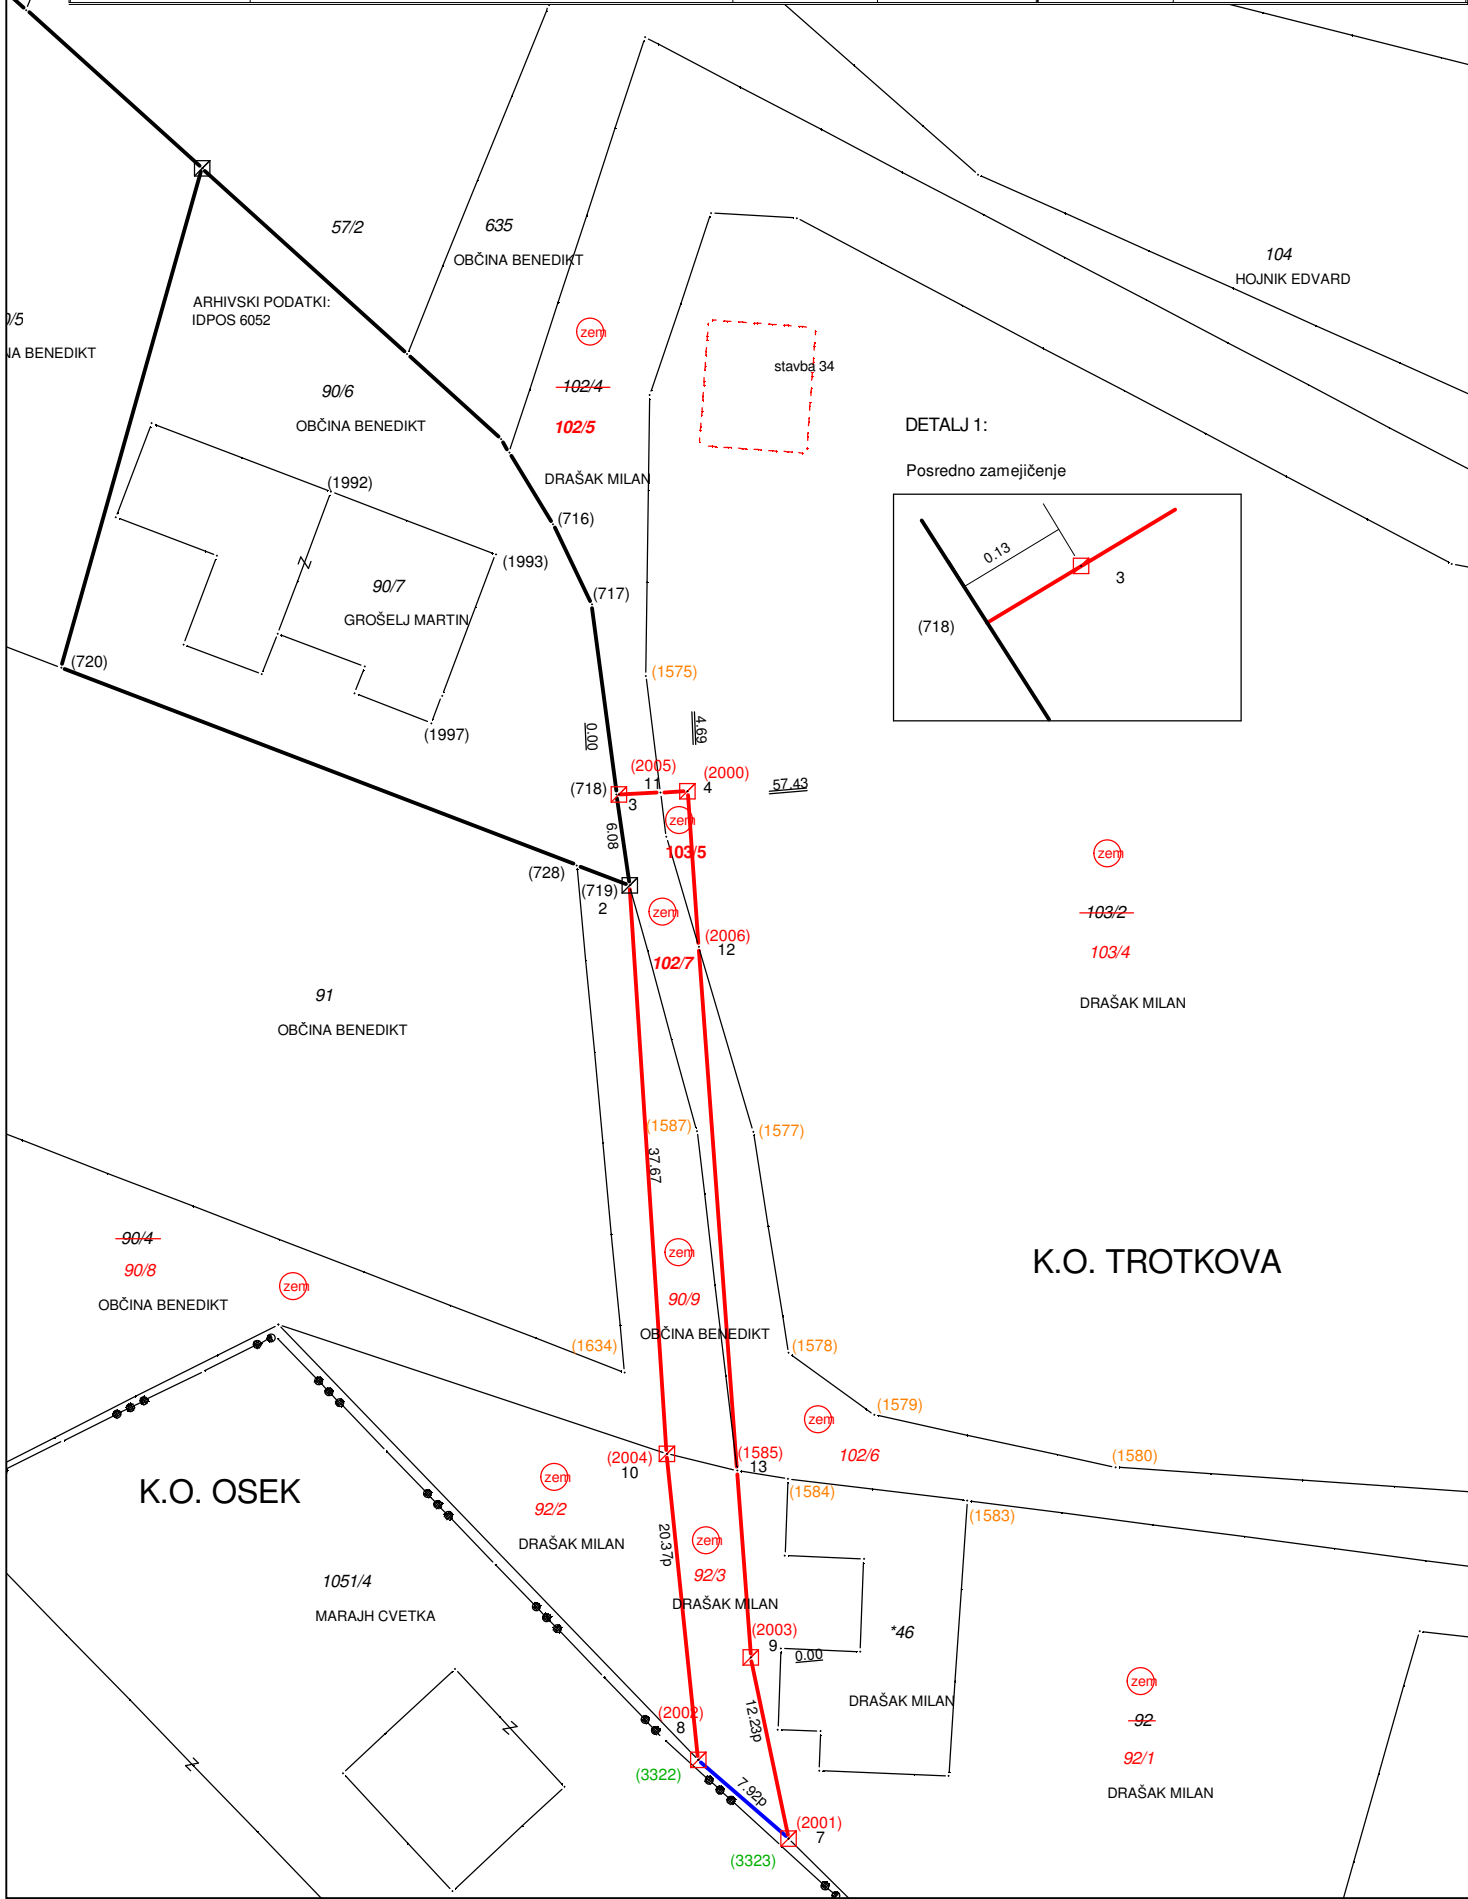 57/2
635
OBČINA BENEDIKT
104
HOJNIK EDVARD
ARHIVSKI PODATKI:
IDPOS 6052
/5
NA BENEDIKT
zem
102/4
102/5
DRAŠAK MILAN
stavba 34
90/6
OBČINA BENEDIKT
DETALJ 1:
Posredno zamejičenje
0.13
3
(718)
(1992)
(716)
(1993)
90/7
GROŠELJ MARTIN
(717)
Z
(720)
(1575)
(1997)
0.00
4.69
(2005)
(2000)
(718)
11
4
57.43
3
zem
6.08
103/5
zem
(728)
(719)
2
zem
103/2
(2006)
12
103/4
102/7
91
OBČINA BENEDIKT
DRAŠAK MILAN
(1587)
(1577)
37.67
90/4
90/8
zem
OBČINA BENEDIKT
zem
K.O. TROTKOVA
90/9
OBČINA BENEDIKT
(1634)
(1578)
(1579)
zem
102/6
(2004)
10
(1585)
13
(1580)
K.O. OSEK
zem
92/2
DRAŠAK MILAN
(1584)
(1583)
20.37p
zem
92/3
DRAŠAK MILAN
1051/4
MARAJH CVETKA
(2003)
9
0.00
*46
DRAŠAK MILAN
zem
92
92/1
DRAŠAK MILAN
(2002)
8
12.23p
Z
Z
(3322)
7.92p
(2001)
7
(3323)